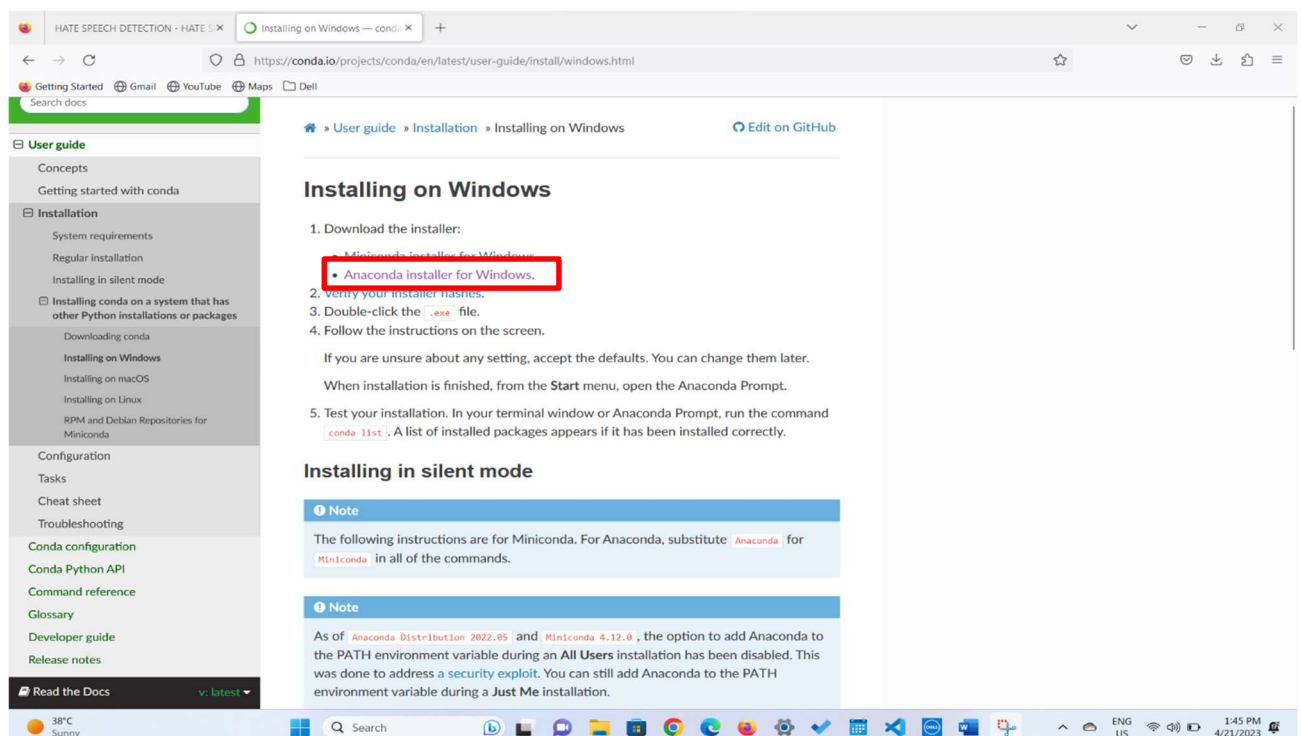 HATE SPEECH DETECTION - HATE S
Installing on Windows — conda
https://conda.io/projects/conda/en/latest/user-guide/install/windows.html
Getting Started Gmail YouTube Maps Dell
Search docs
User guide
Concepts
Getting started with conda
Installation
System requirements
Regular installation
Installing in silent mode
Installing conda on a system that has
other Python installations or packages
Downloading conda
Installing on Windows
Installing on macOS
Installing on Linux
RPM and Debian Repositories for
Miniconda
Configuration
Tasks
Cheat sheet
Troubleshooting
Conda configuration
Conda Python API
Command reference
Glossary
Developer guide
Release notes
Read the Docs v: latest
» User guide » Installation » Installing on Windows Edit on GitHub
Installing on Windows
1. Download the installer:
• Miniconda installer for Windows.
• Anaconda installer for Windows.
2. Verify your installer hashes.
3. Double-click the .exe file.
4. Follow the instructions on the screen.
If you are unsure about any setting, accept the defaults. You can change them later.
When installation is finished, from the Start menu, open the Anaconda Prompt.
5. Test your installation. In your terminal window or Anaconda Prompt, run the command
conda list . A list of installed packages appears if it has been installed correctly.
Installing in silent mode
Note
The following instructions are for Miniconda. For Anaconda, substitute Anaconda for
Miniconda in all of the commands.
Note
As of Anaconda Distribution 2022.05 and Miniconda 4.12.0 , the option to add Anaconda to
the PATH environment variable during an All Users installation has been disabled. This
was done to address a security exploit. You can still add Anaconda to the PATH
environment variable during a Just Me installation.
38°C
Sunny
Search
ENG
US
1:45 PM
4/21/2023